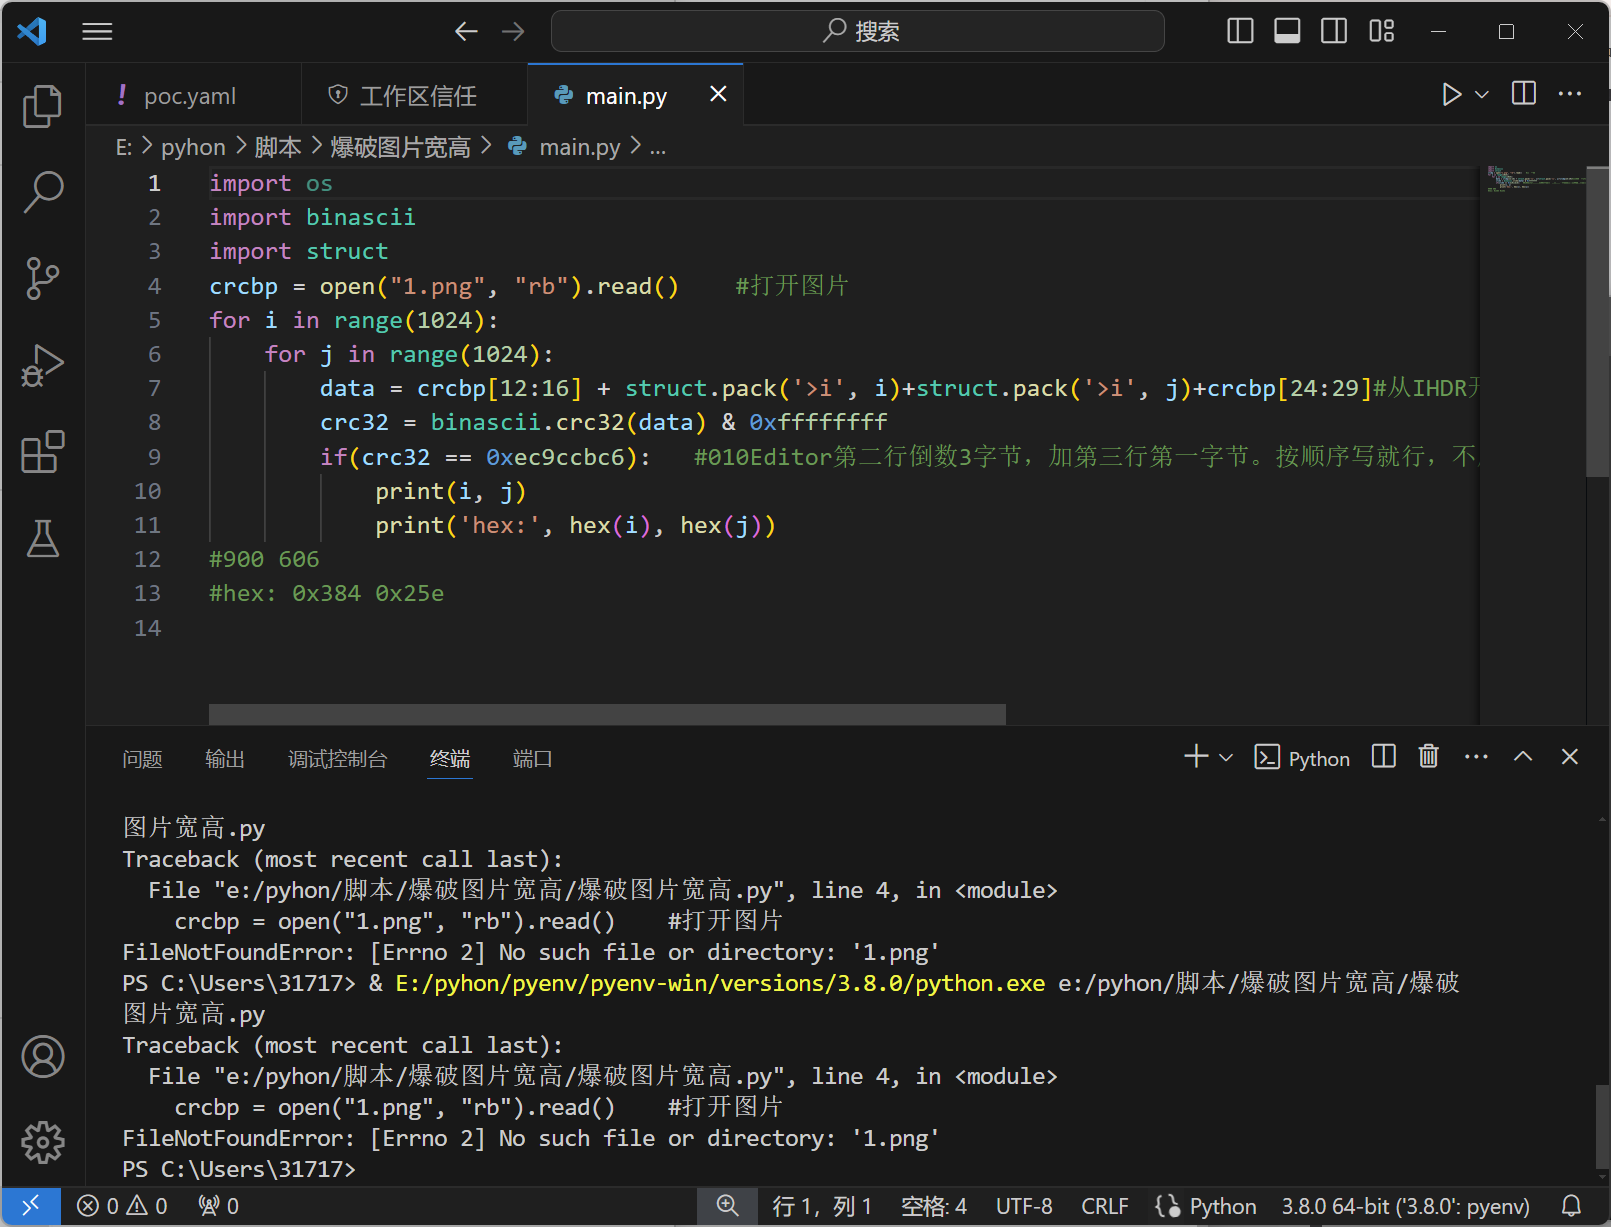 搜索
poc.yaml
工作区信任
main.py
E: > pyhon > 脚本 > 爆破图片宽高 > main.py > ...
1 import os
2 import binascii
3 import struct
4 crcbp = open("1.png", "rb").read()    #打开图片
5 for i in range(1024):
6     for j in range(1024):
7         data = crcbp[12:16] + struct.pack('>i', i)+struct.pack('>i', j)+crcbp[24:29]#从IHDR开
8         crc32 = binascii.crc32(data) & 0xffffffff
9         if(crc32 == 0xec9ccbc6):   #010Editor第二行倒数3字节，加第三行第一字节。按顺序写就行，不
10             print(i, j)
11             print('hex:', hex(i), hex(j))
12 #900 606
13 #hex: 0x384 0x25e
14
问题 输出 调试控制台 终端 端口
Python
图片宽高.py
Traceback (most recent call last):
  File "e:/pyhon/脚本/爆破图片宽高/爆破图片宽高.py", line 4, in <module>
    crcbp = open("1.png", "rb").read()    #打开图片
FileNotFoundError: [Errno 2] No such file or directory: '1.png'
PS C:\Users\31717> & E:/pyhon/pyenv/pyenv-win/versions/3.8.0/python.exe e:/pyhon/脚本/爆破图片宽高/爆破
图片宽高.py
Traceback (most recent call last):
  File "e:/pyhon/脚本/爆破图片宽高/爆破图片宽高.py", line 4, in <module>
    crcbp = open("1.png", "rb").read()    #打开图片
FileNotFoundError: [Errno 2] No such file or directory: '1.png'
PS C:\Users\31717>
0 0 0 行 1，列 1 空格: 4 UTF-8 CRLF Python 3.8.0 64-bit ('3.8.0': pyenv)